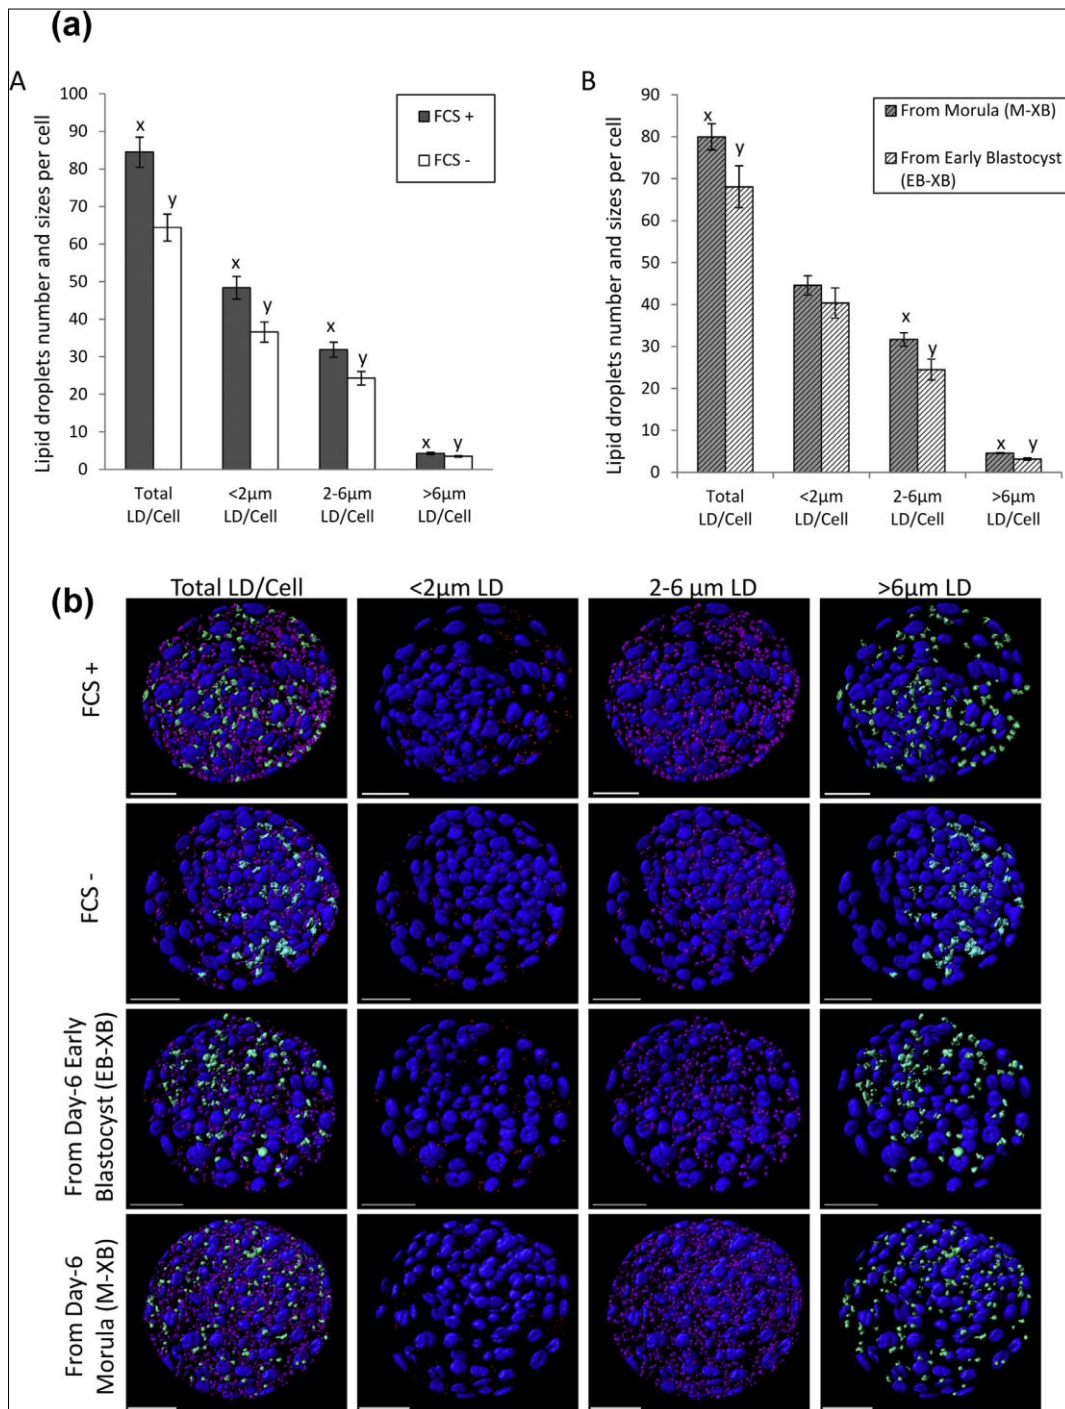 (a)
A
Lipid droplets number and sizes per cell
100
90
80
70
60
50
40
30
20
10
0
x
y
x
y
x
y
x
y
FCS +
FCS -
Total
LD/Cell
<2µm
LD/Cell
2-6µm
LD/Cell
>6µm
LD/Cell
B
Lipid droplets number and sizes per cell
90
80
70
60
50
40
30
20
10
0
x
y
x
y
x
y
From Morula (M-XB)
From Early Blastocyst
(EB-XB)
Total
LD/Cell
<2µm
LD/Cell
2-6µm
LD/Cell
>6µm
LD/Cell
(b)
Total LD/Cell
<2µm LD
2-6 µm LD
>6µm LD
FCS +
FCS -
From Day-6 Early
Blastocyst (EB-XB)
From Day-6
Morula (M-XB)